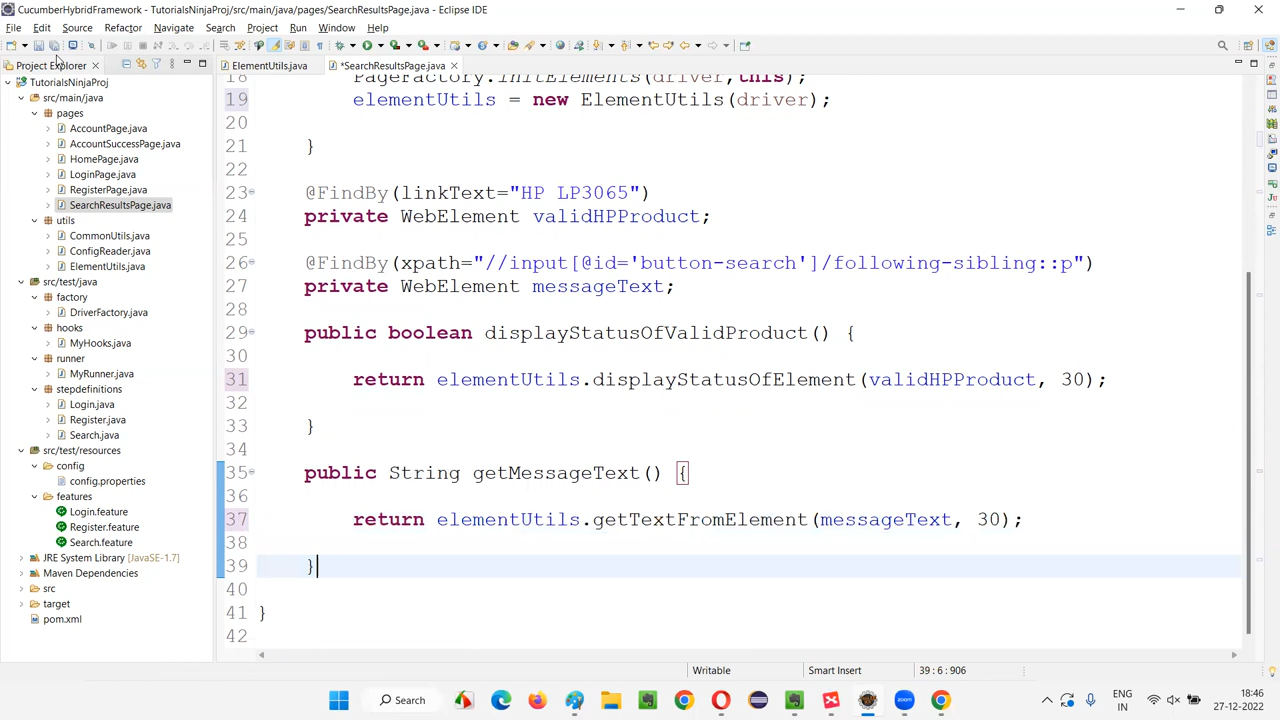 CucumberHybridFramework - TutorialsNinjaProj/src/main/java/pages/SearchResultsPage.java - Eclipse IDE
File Edit Source Refactor Navigate Search Project Run Window Help
Project Explorer
ElementUtils.java
*SearchResultsPage.java
TutorialsNinjaProj
src/main/java
pages
AccountPage.java
AccountSuccessPage.java
HomePage.java
LoginPage.java
RegisterPage.java
SearchResultsPage.java
utils
CommonUtils.java
ConfigReader.java
ElementUtils.java
src/test/java
factory
DriverFactory.java
hooks
MyHooks.java
runner
MyRunner.java
stepdefinitions
Login.java
Register.java
Search.java
src/test/resources
config
config.properties
features
Login.feature
Register.feature
Search.feature
JRE System Library [JavaSE-1.7]
Maven Dependencies
src
target
pom.xml
18 PageFactory.initElements(driver,this);
19 elementUtils = new ElementUtils(driver);
20
21 }
22
23 @FindBy(linkText="HP LP3065")
24 private WebElement validHPProduct;
25
26 @FindBy(xpath="//input[@id='button-search']/following-sibling::p")
27 private WebElement messageText;
28
29 public boolean displayStatusOfValidProduct() {
30
31 return elementUtils.displayStatusOfElement(validHPProduct, 30);
32
33 }
34
35 public String getMessageText() {
36
37 return elementUtils.getTextFromElement(messageText, 30);
38
39 }
40
41 }
42
Writable
Smart Insert
39 : 6 : 906
Search
ENG
IN
18:46
27-12-2022